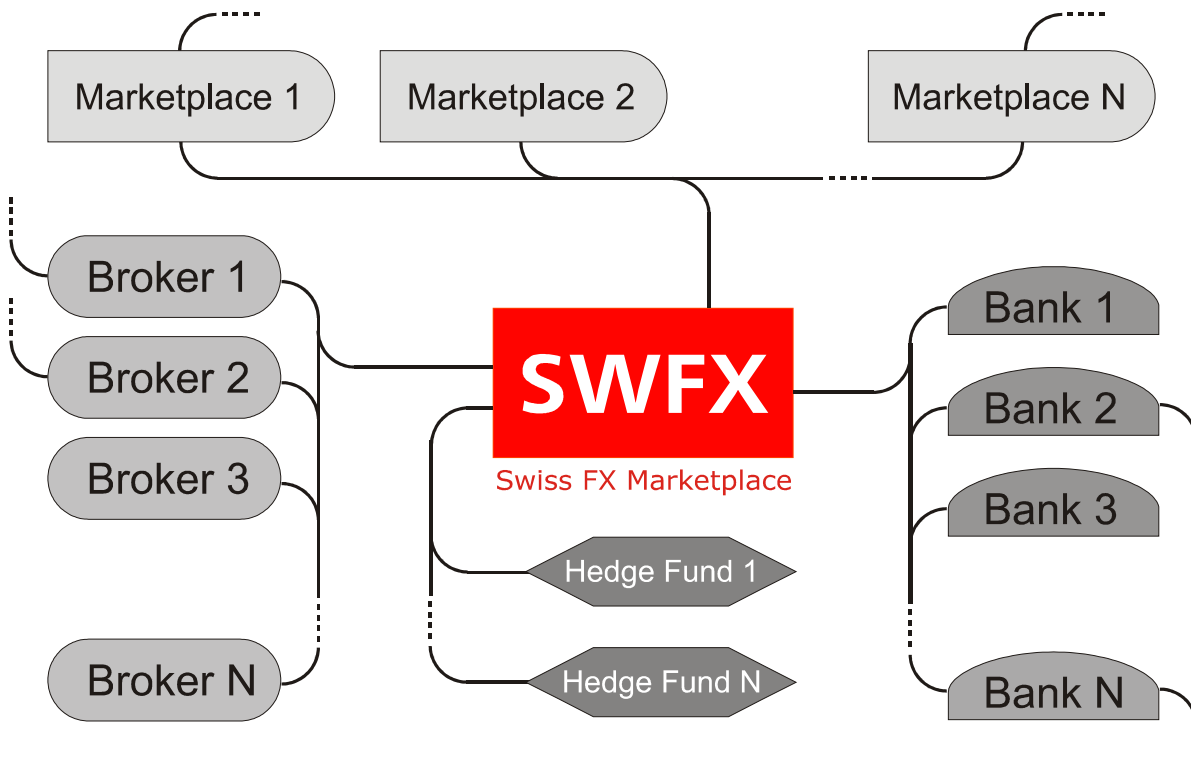 Marketplace 1
Marketplace 2
Marketplace N
Broker 1
Broker 2
Broker 3
Broker N
SWFX
Swiss FX Marketplace
Hedge Fund 1
Hedge Fund N
Bank 1
Bank 2
Bank 3
Bank N